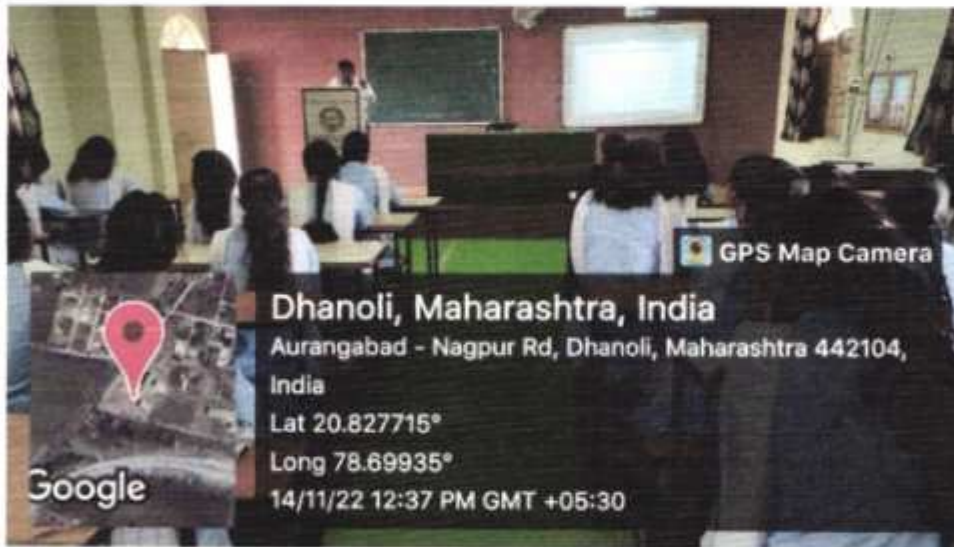 GPS Map Camera
Dhanoli, Maharashtra, India
Aurangabad - Nagpur Rd, Dhanoli, Maharashtra 442104,
India
Lat 20.827715°
Long 78.69935°
14/11/22 12:37 PM GMT +05:30
Google